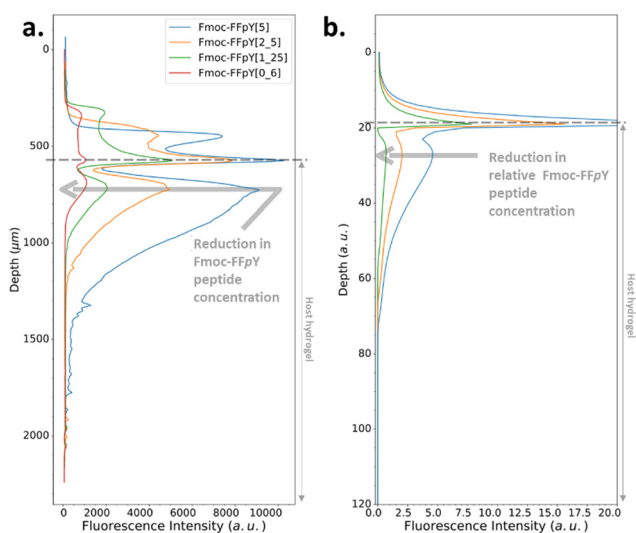 a.
Fmoc-FFpY[5]
Fmoc-FFpY[2_5]
Fmoc-FFpY[1_25]
Fmoc-FFpY[0_6]
0
500
1000
1500
2000
Depth (μm)
Reduction in
Fmoc-FFpY
peptide
concentration
Host hydrogel
0 2000 4000 6000 8000 10000
Fluorescence Intensity (a.u.)
b.
0
20
40
60
80
100
120
Depth (a.u.)
Reduction in
relative Fmoc-FFpY
peptide
concentration
Host hydrogel
0.0 2.5 5.0 7.5 10.0 12.5 15.0 17.5 20.0
Fluorescence Intensity (a.u.)